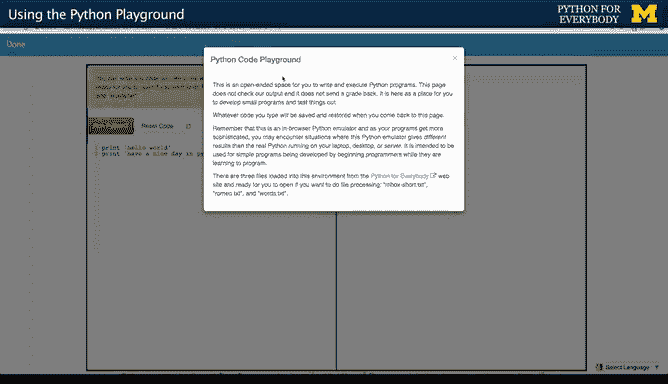 Using the Python Playground
PYTHON FOR
EVERYBODY
Done
Python Code Playground
×
This is an open-ended space for you to write and execute Python programs. This page
does not check our output and it does not send a grade back. It is here as a place for you
to develop small programs and test things out.
Whatever code you type will be saved and restored when you come back to this page.
Remember that this is an in-browser Python emulator and as your programs get more
sophisticated, you may encounter situations where this Python emulator gives different
results than the real Python running on your laptop, desktop, or server. It is intended to be
used for simple programs being developed by beginning programmers while they are
learning to program.
There are three files loaded into this environment from the Python for Everybody web
site and ready for you to open if you want to do file processing: "mbox-short.txt",
"romeo.txt", and "words.txt".
Reset Code
1 print 'hello world'
2 print 'have a nice day in py
Select Language